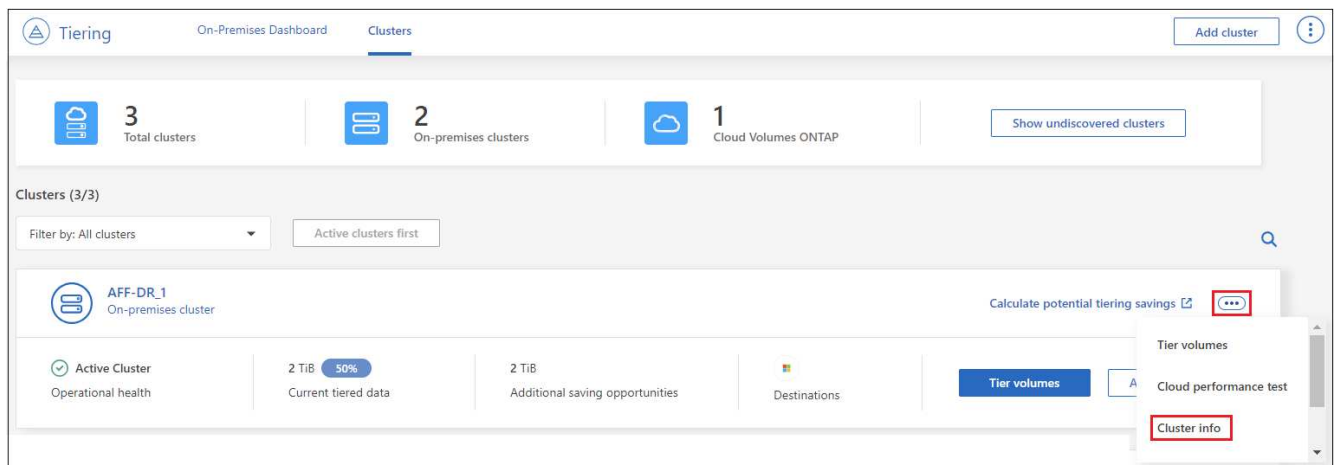 Tiering
On-Premises Dashboard
Clusters
Add cluster
3
Total clusters
2
On-premises clusters
1
Cloud Volumes ONTAP
Show undiscovered clusters
Clusters (3/3)
Filter by: All clusters
Active clusters first
AFF-DR_1
On-premises cluster
Calculate potential tiering savings
Tier volumes
Cloud performance test
Cluster info
Active Cluster
Operational health
2 TiB 50%
Current tiered data
2 TiB
Additional saving opportunities
Destinations
Tier volumes
A